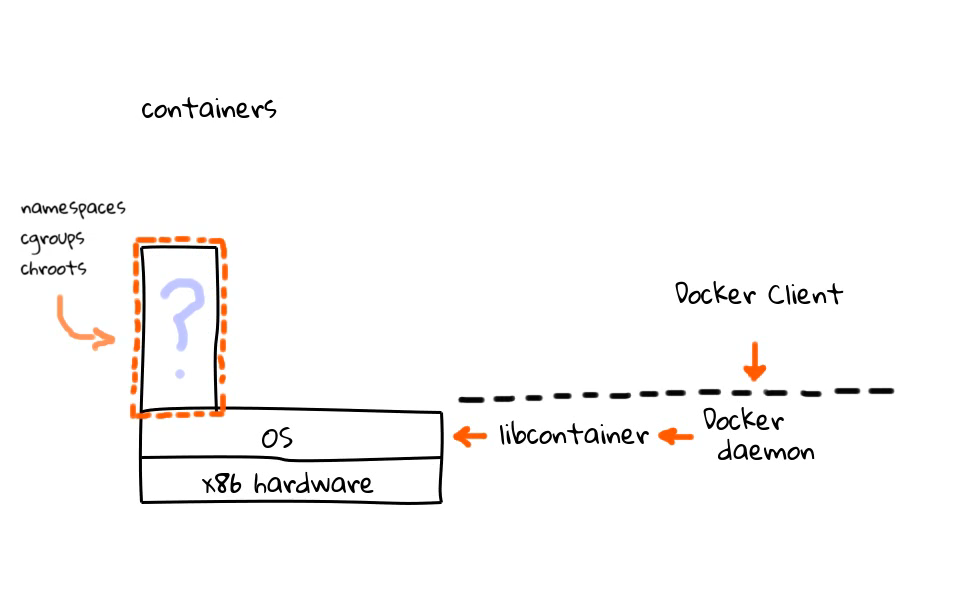 containers
namespaces
cgroups
chroots
?
Docker Client
OS
libcontainer
Docker
daemon
x86 hardware